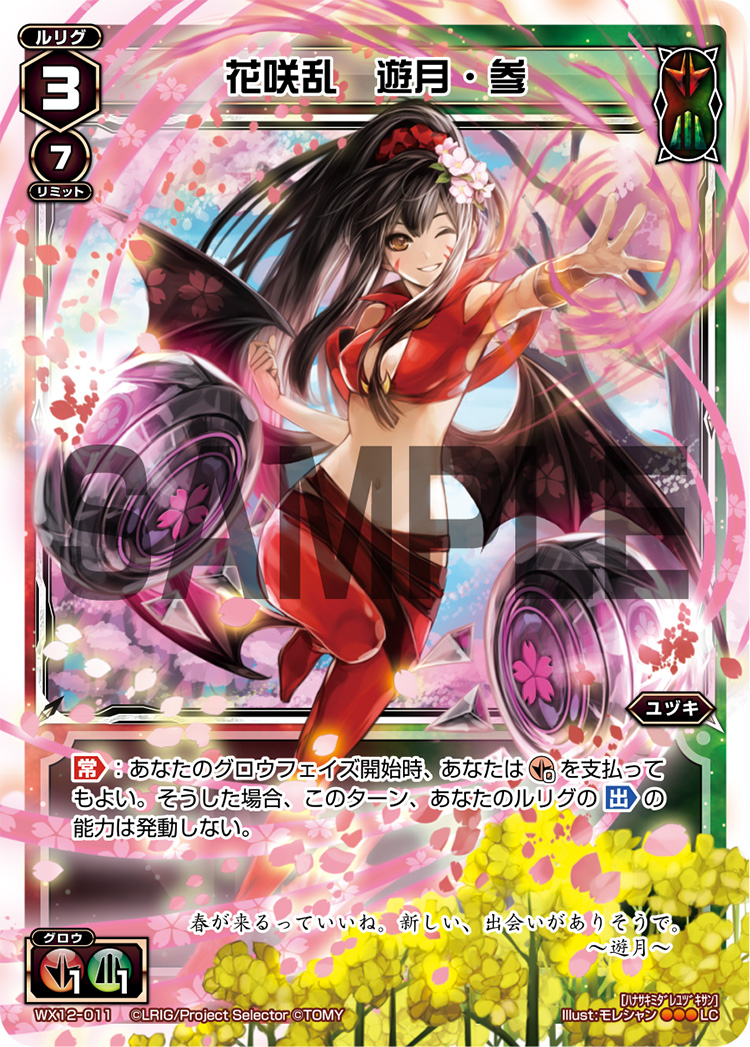 ルリグ
3
7
リミット
花咲乱　遊月・参
SAMPLE
ユヅキ
常：あなたのグロウフェイズ開始時、あなたは 0 を支払って
もよい。そうした場合、このターン、あなたのルリグの 出 の
能力は発動しない。
春が来るっていいね。新しい、出会いがありそうで。
～遊月～
グロウ
1 1
[ﾊﾅｻｷﾐﾀﾞﾚﾕﾂﾞｷｻﾝ]
WX12-011 ©LRIG/Project Selector ©TOMY Illust:モレシャン LC